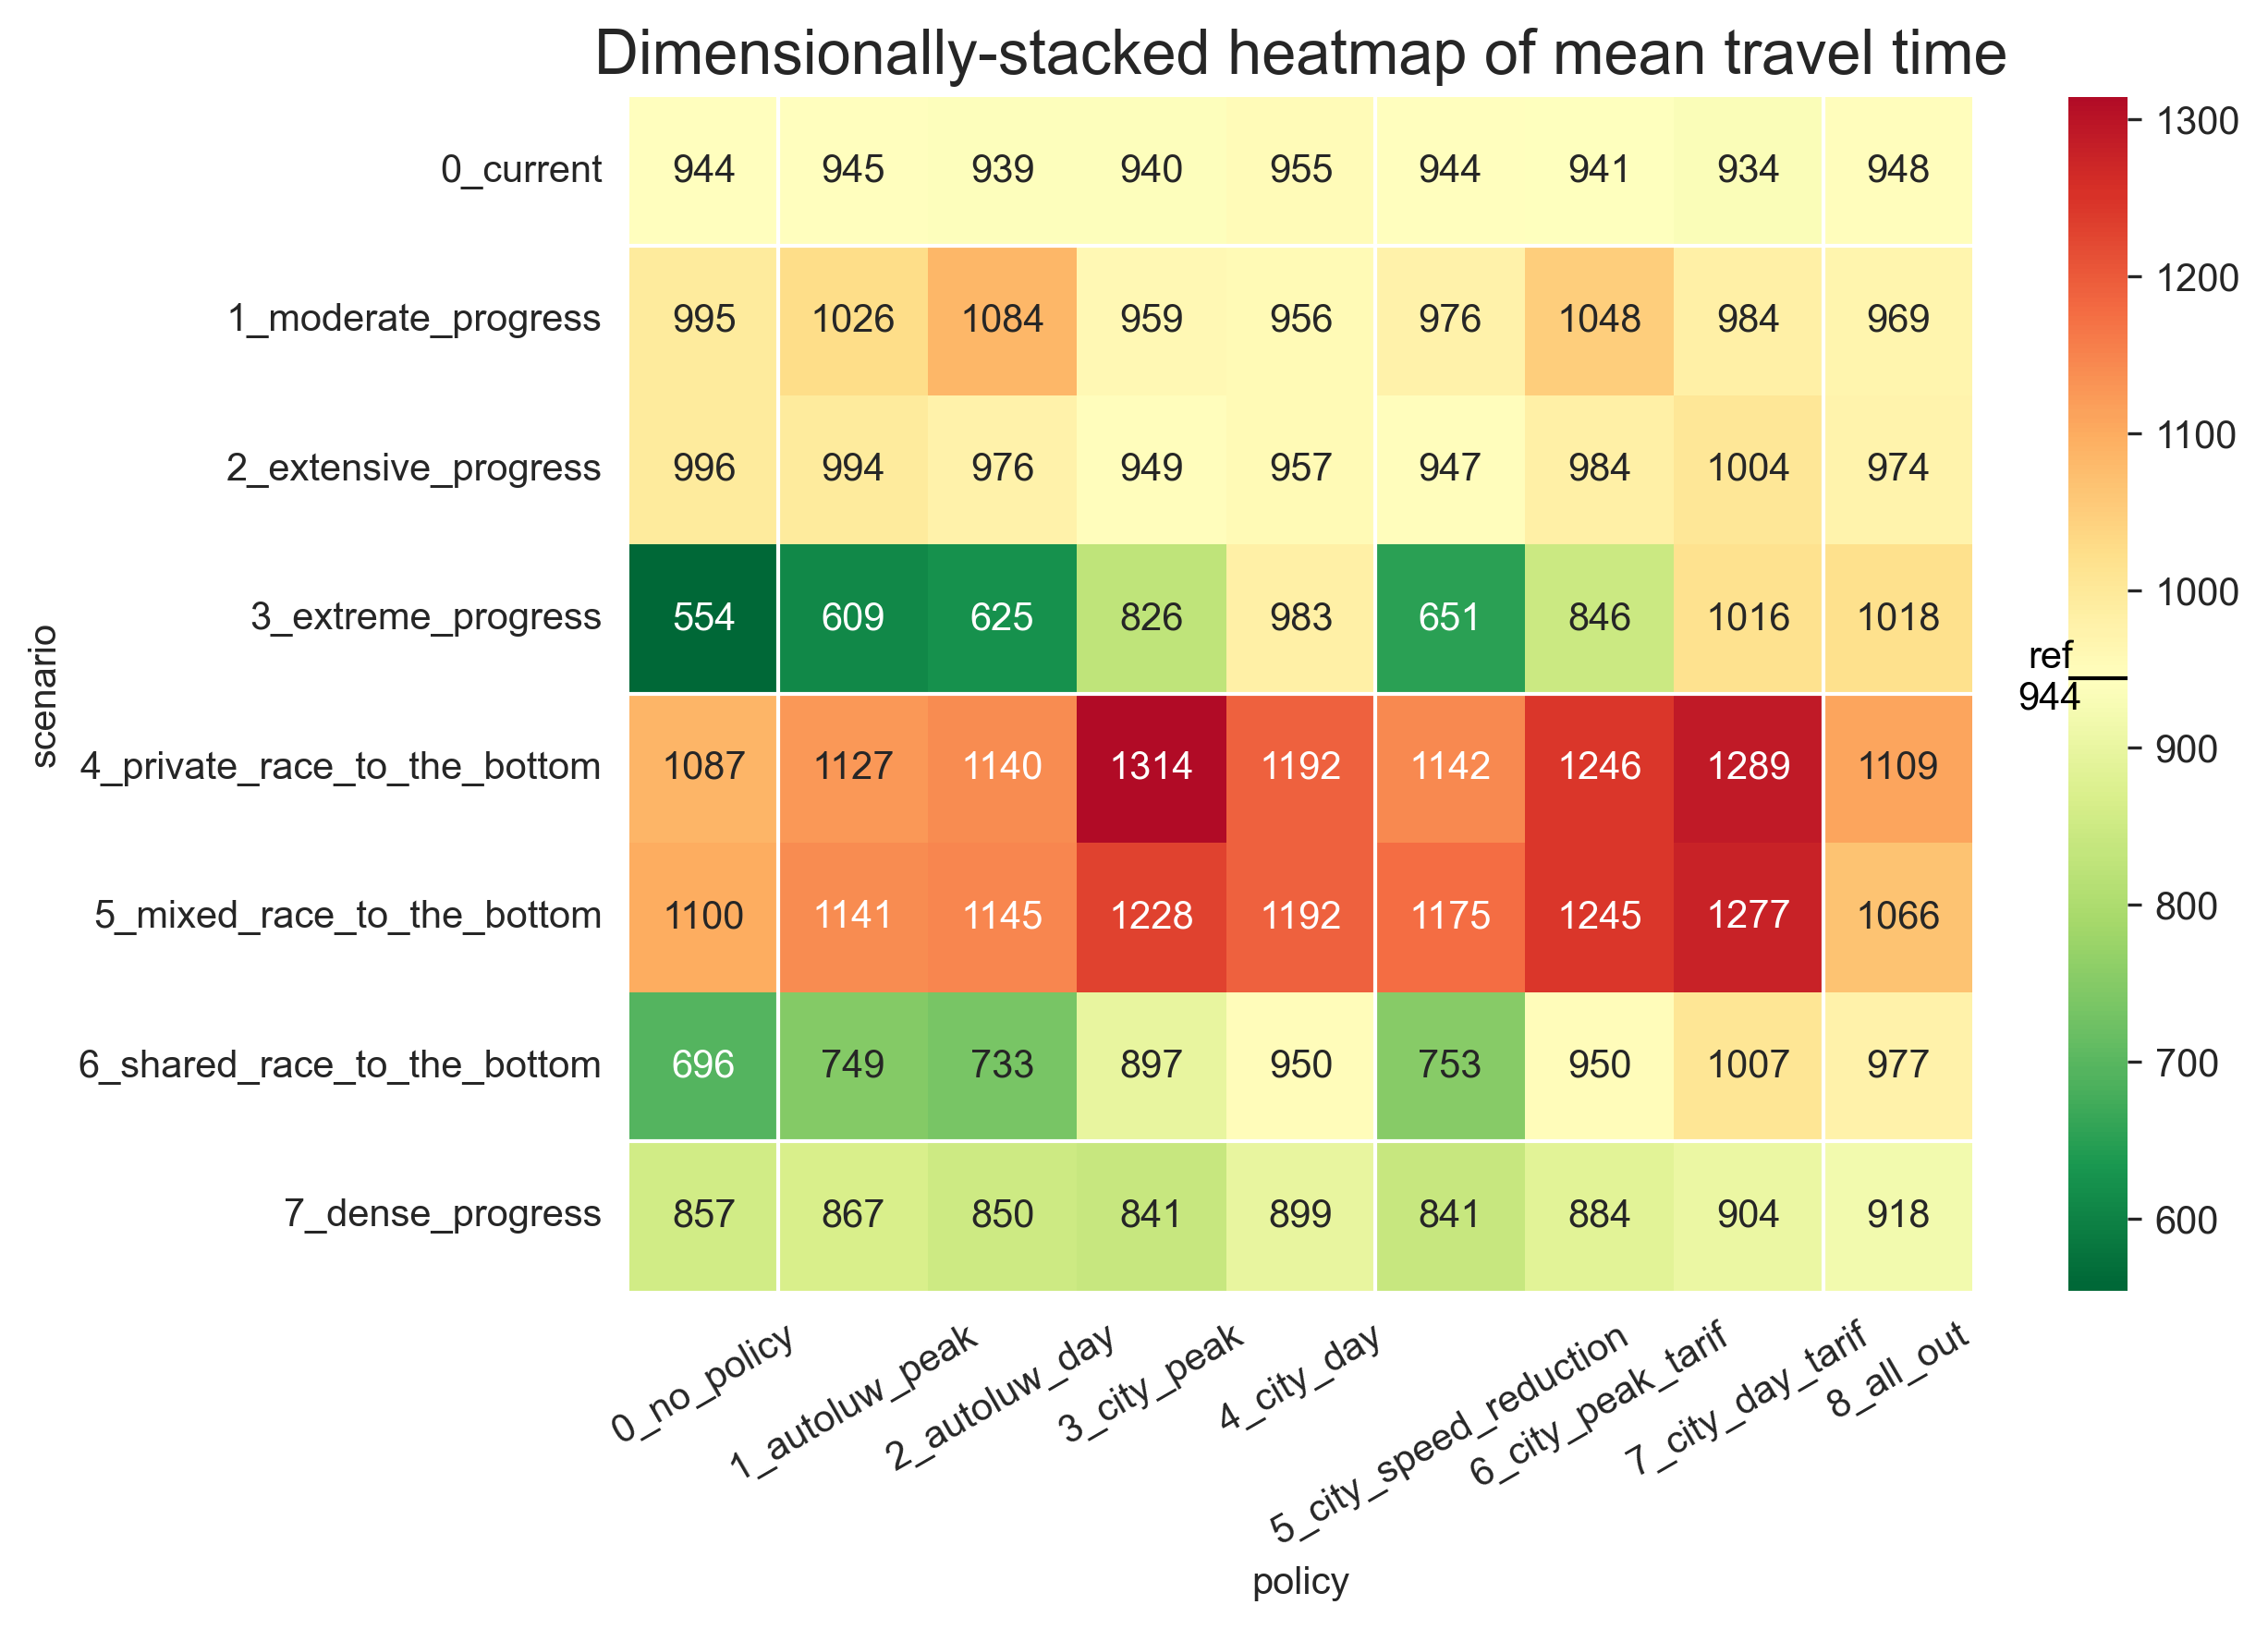 Dimensionally-stacked heatmap of mean travel time
scenario
0_current 944 945 939 940 955 944 941 934 948
1_moderate_progress 995 1026 1084 959 956 976 1048 984 969
2_extensive_progress 996 994 976 949 957 947 984 1004 974
3_extreme_progress 554 609 625 826 983 651 846 1016 1018
4_private_race_to_the_bottom 1087 1127 1140 1314 1192 1142 1246 1289 1109
5_mixed_race_to_the_bottom 1100 1141 1145 1228 1192 1175 1245 1277 1066
6_shared_race_to_the_bottom 696 749 733 897 950 753 950 1007 977
7_dense_progress 857 867 850 841 899 841 884 904 918
0_no_policy
1_autoluw_peak
2_autoluw_day
3_city_peak
4_city_day
5_city_speed_reduction
6_city_peak_tarif
7_city_day_tarif
8_all_out
policy
1300
1200
1100
1000
900
800
700
600
ref
944